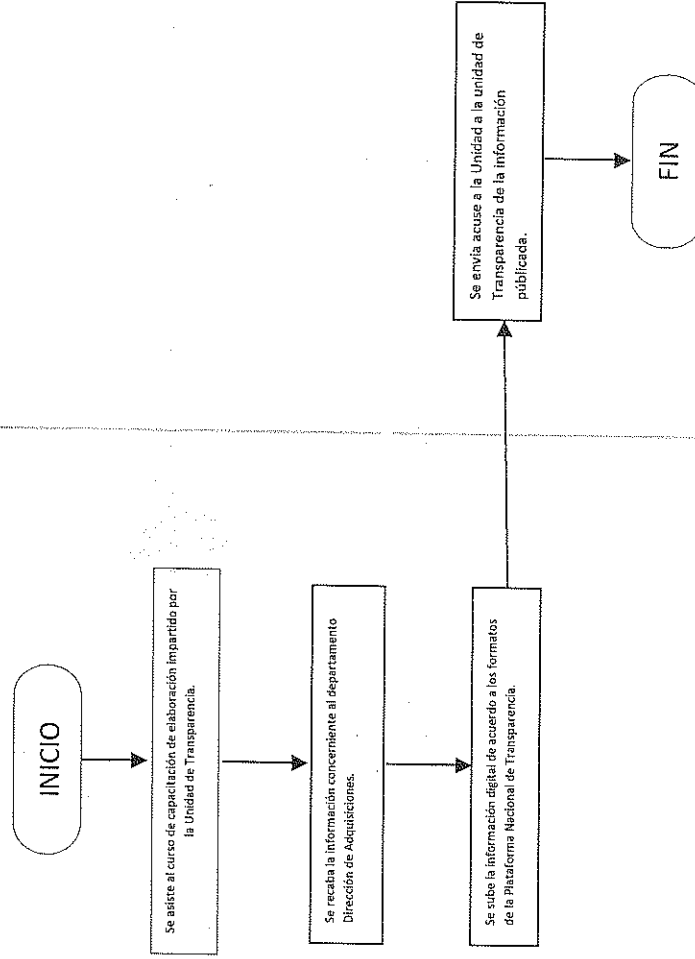 INICIO
Se asiste al curso de capacitación de elaboración impartido por
la Unidad de Transparencia.
Se recaba la información concerniente al departamento
Dirección de Adquisiciones.
Se sube la información digital de acuerdo a los formatos
de la Plataforma Nacional de Transparencia.
Se envía acuse a la Unidad a la unidad de
Transparencia de la información
públicada.
FIN